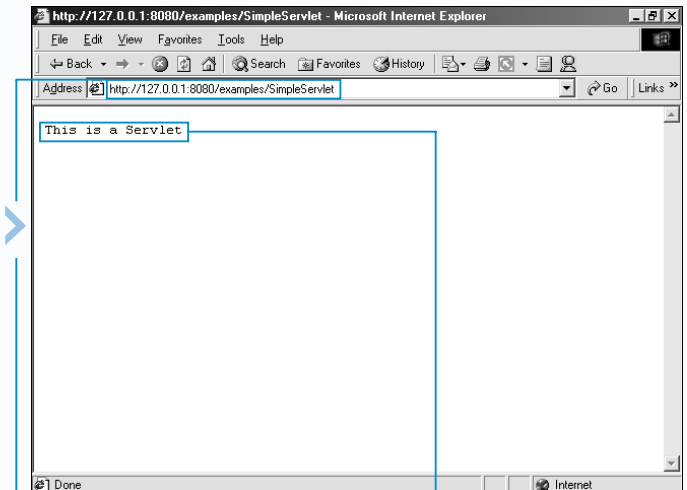 http://127.0.0.1:8080/examples/SimpleServlet - Microsoft Internet Explorer
File Edit View Favorites Tools Help
Back Search Favorites History
Address http://127.0.0.1:8080/examples/SimpleServlet Go Links »
This is a Servlet
Done Internet